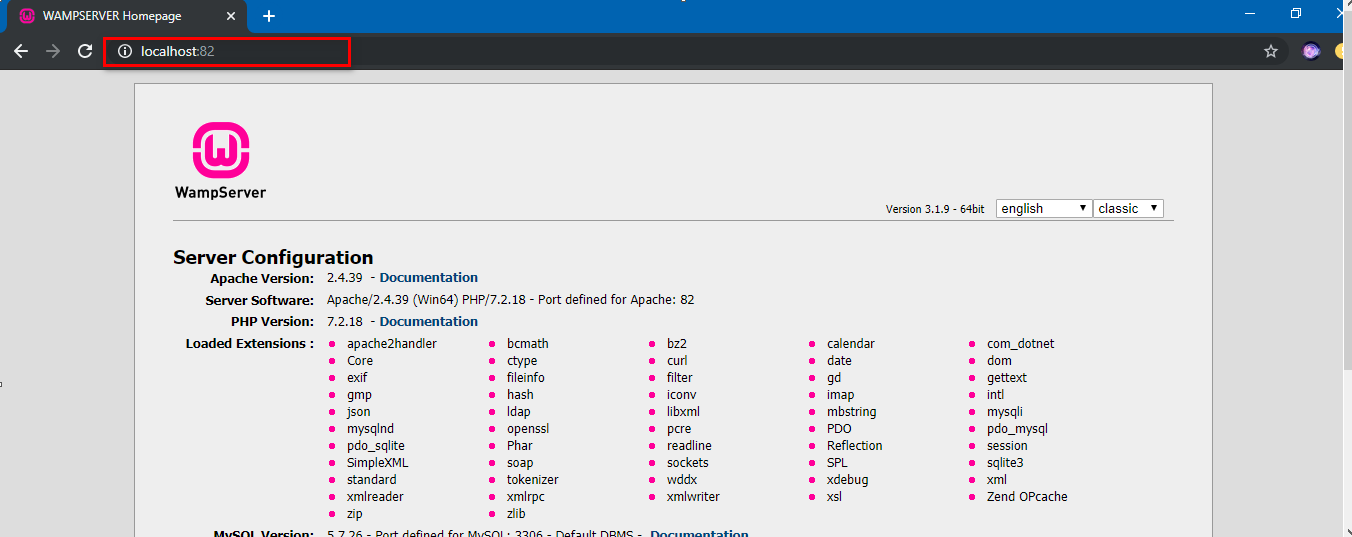 WAMPSERVER Homepage
localhost:82
WampServer
Version 3.1.9 - 64bit english classic
Server Configuration
Apache Version: 2.4.39 - Documentation
Server Software: Apache/2.4.39 (Win64) PHP/7.2.18 - Port defined for Apache: 82
PHP Version: 7.2.18 - Documentation
Loaded Extensions : apache2handler bcmath bz2 calendar com_dotnet
Core ctype curl date dom
exif fileinfo filter gd gettext
gmp hash iconv imap intl
json ldap libxml mbstring mysqli
mysqlnd openssl pcre PDO pdo_mysql
pdo_sqlite Phar readline Reflection session
SimpleXML soap sockets SPL sqlite3
standard tokenizer wddx xdebug xml
xmlreader xmlrpc xmlwriter xsl Zend OPcache
zip zlib
MySQL Version: 5.7.26 - Port defined for MySQL: 3306 - Default DBMS - Documentation